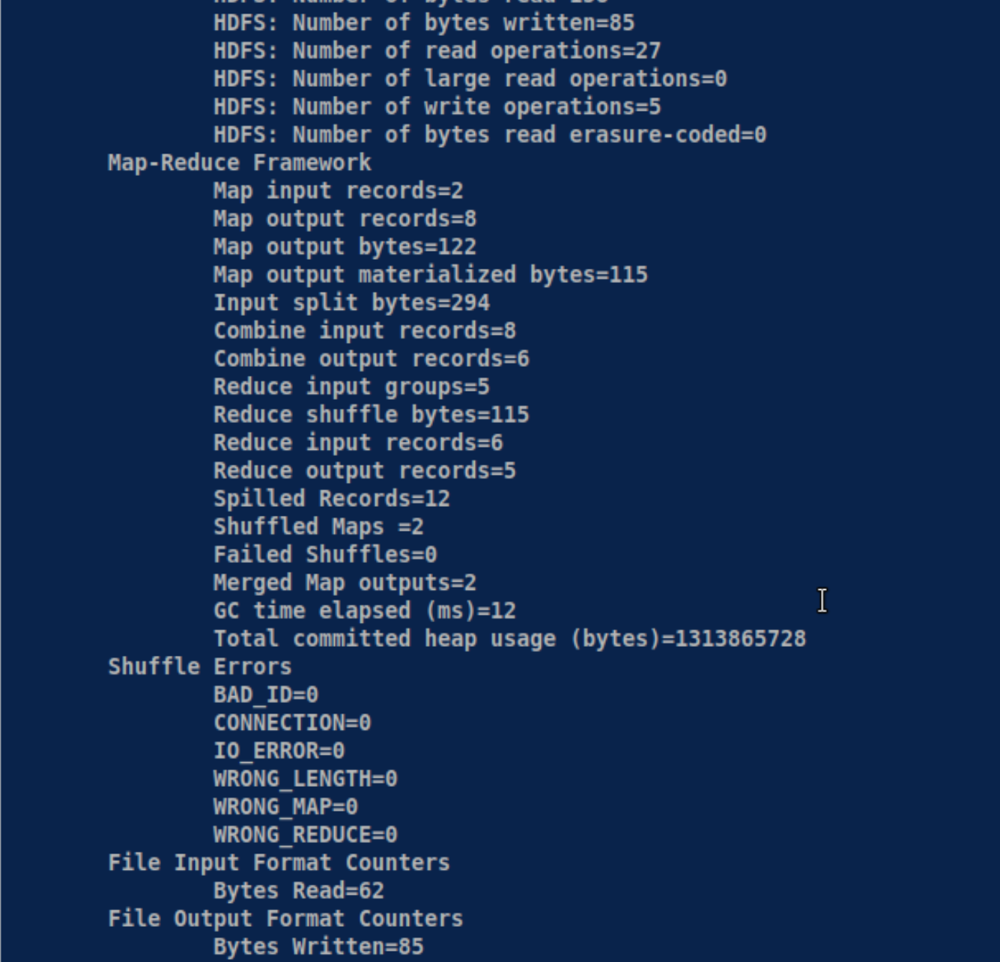 HDFS: Number of bytes read
HDFS: Number of bytes written=85
HDFS: Number of read operations=27
HDFS: Number of large read operations=0
HDFS: Number of write operations=5
HDFS: Number of bytes read erasure-coded=0
Map-Reduce Framework
Map input records=2
Map output records=8
Map output bytes=122
Map output materialized bytes=115
Input split bytes=294
Combine input records=8
Combine output records=6
Reduce input groups=5
Reduce shuffle bytes=115
Reduce input records=6
Reduce output records=5
Spilled Records=12
Shuffled Maps =2
Failed Shuffles=0
Merged Map outputs=2
GC time elapsed (ms)=12
Total committed heap usage (bytes)=1313865728
Shuffle Errors
BAD_ID=0
CONNECTION=0
IO_ERROR=0
WRONG_LENGTH=0
WRONG_MAP=0
WRONG_REDUCE=0
File Input Format Counters
Bytes Read=62
File Output Format Counters
Bytes Written=85